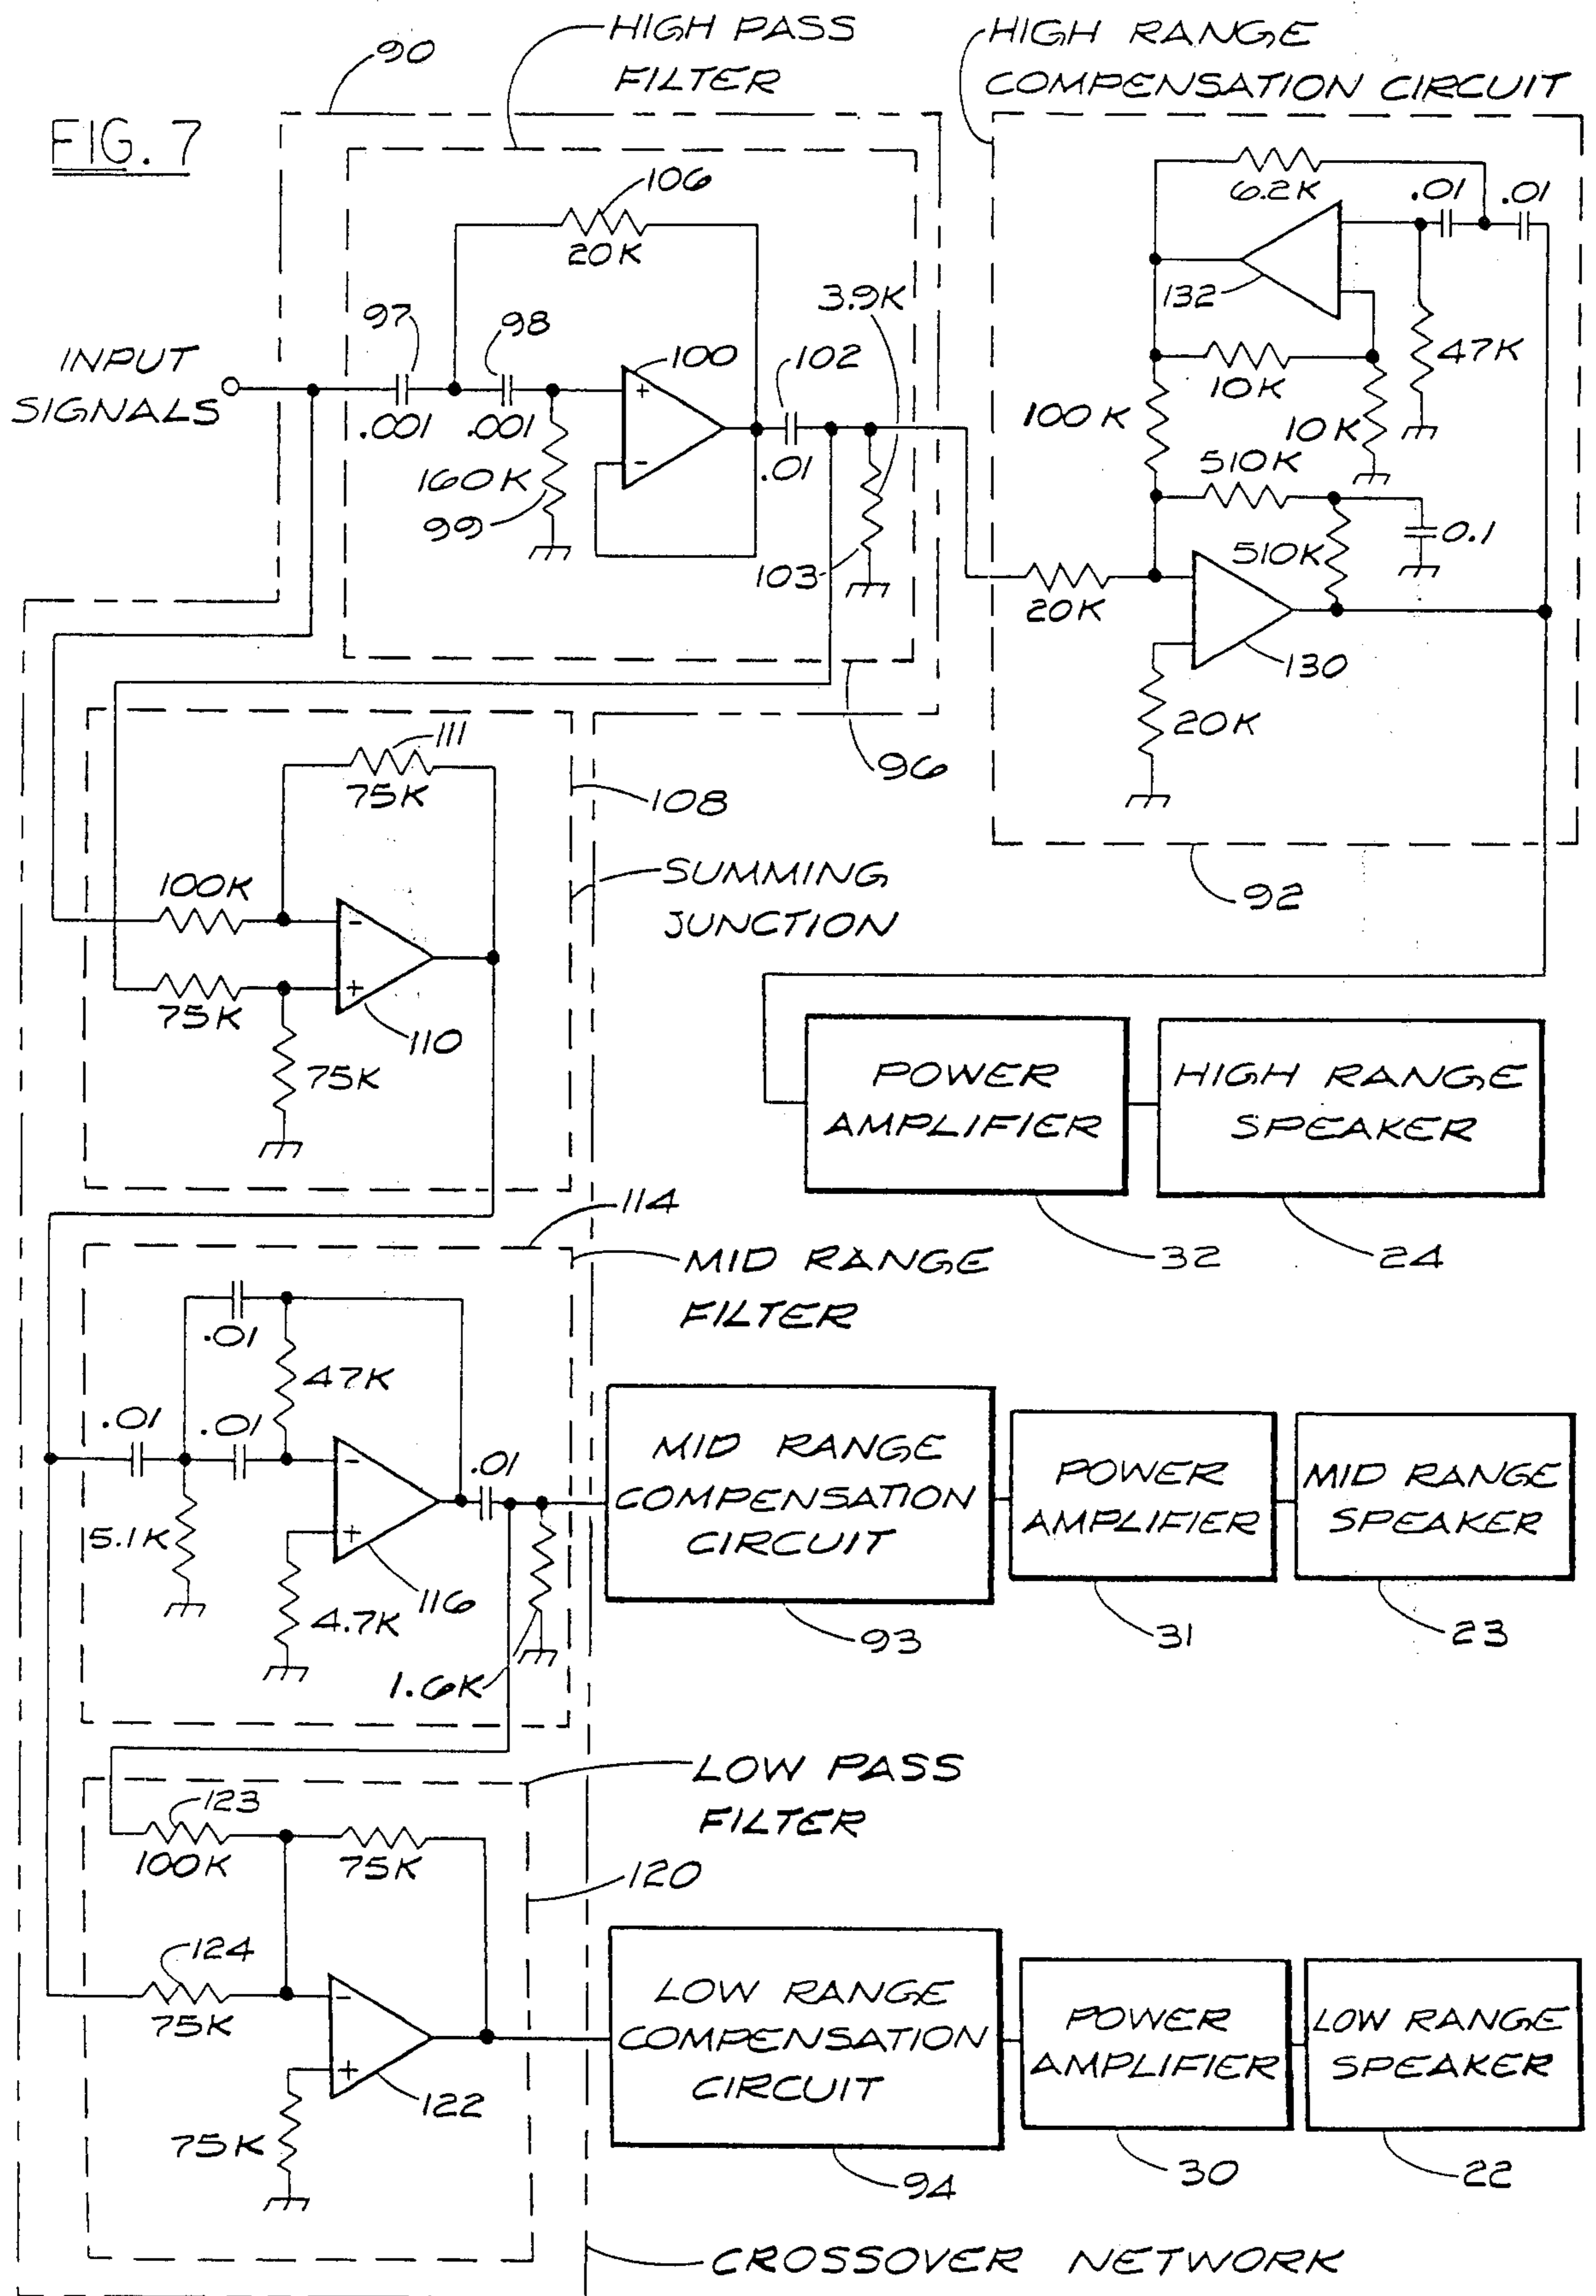 FIG. 7
90
HIGH PASS
FILTER
HIGH RANGE
COMPENSATION CIRCUIT
106
20K
97
98
100
102
3.9K
INPUT
SIGNALS
.001
.001
160K
99
.01
103
96
6.2K
.01
.01
132
10K
47K
100K
10K
510K
0.1
510K
20K
130
20K
92
111
75K
108
SUMMING
JUNCTION
100K
75K
110
75K
POWER
AMPLIFIER
32
HIGH RANGE
SPEAKER
24
114
MID RANGE
FILTER
.01
47K
.01
.01
.01
5.1K
116
4.7K
1.6K
MID RANGE
COMPENSATION
CIRCUIT
93
POWER
AMPLIFIER
31
MID RANGE
SPEAKER
23
LOW PASS
FILTER
123
100K
75K
120
124
75K
122
75K
LOW RANGE
COMPENSATION
CIRCUIT
94
POWER
AMPLIFIER
30
LOW RANGE
SPEAKER
22
CROSSOVER NETWORK